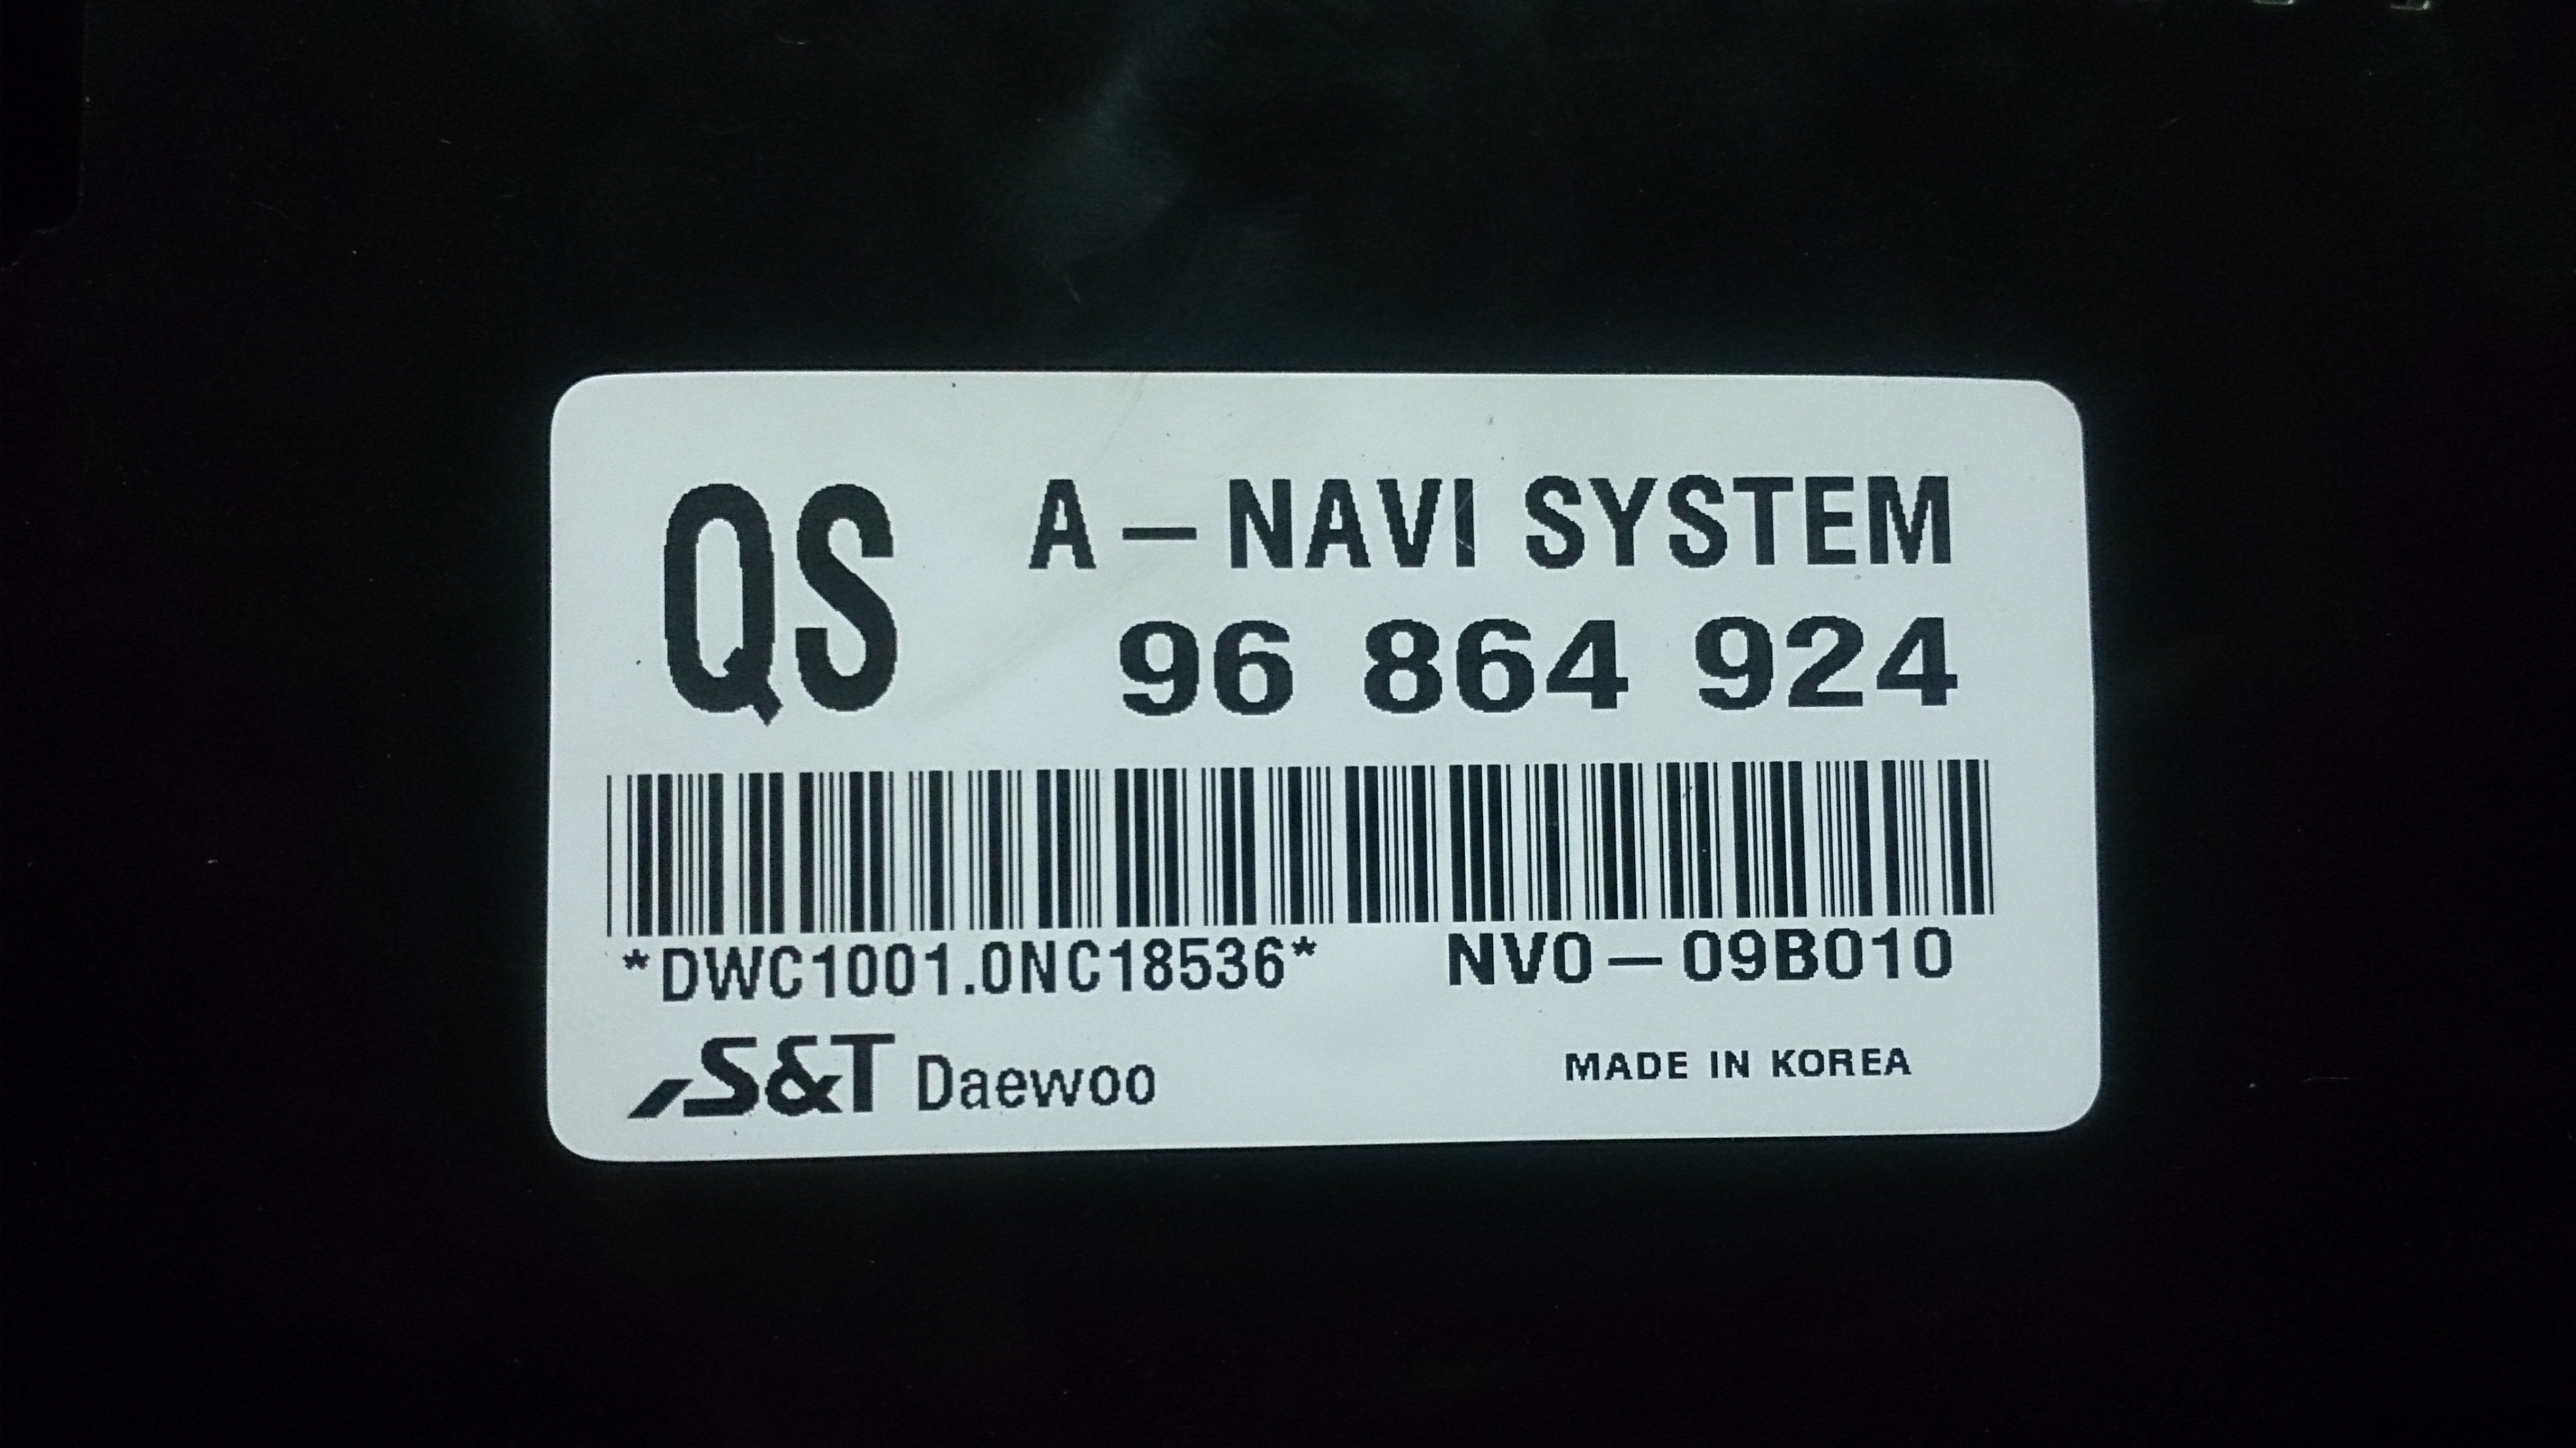 QS A – NAVI SYSTEM
96 864 924
*DWC1001.0NC18536* NV0 – 09B010
S&T Daewoo MADE IN KOREA